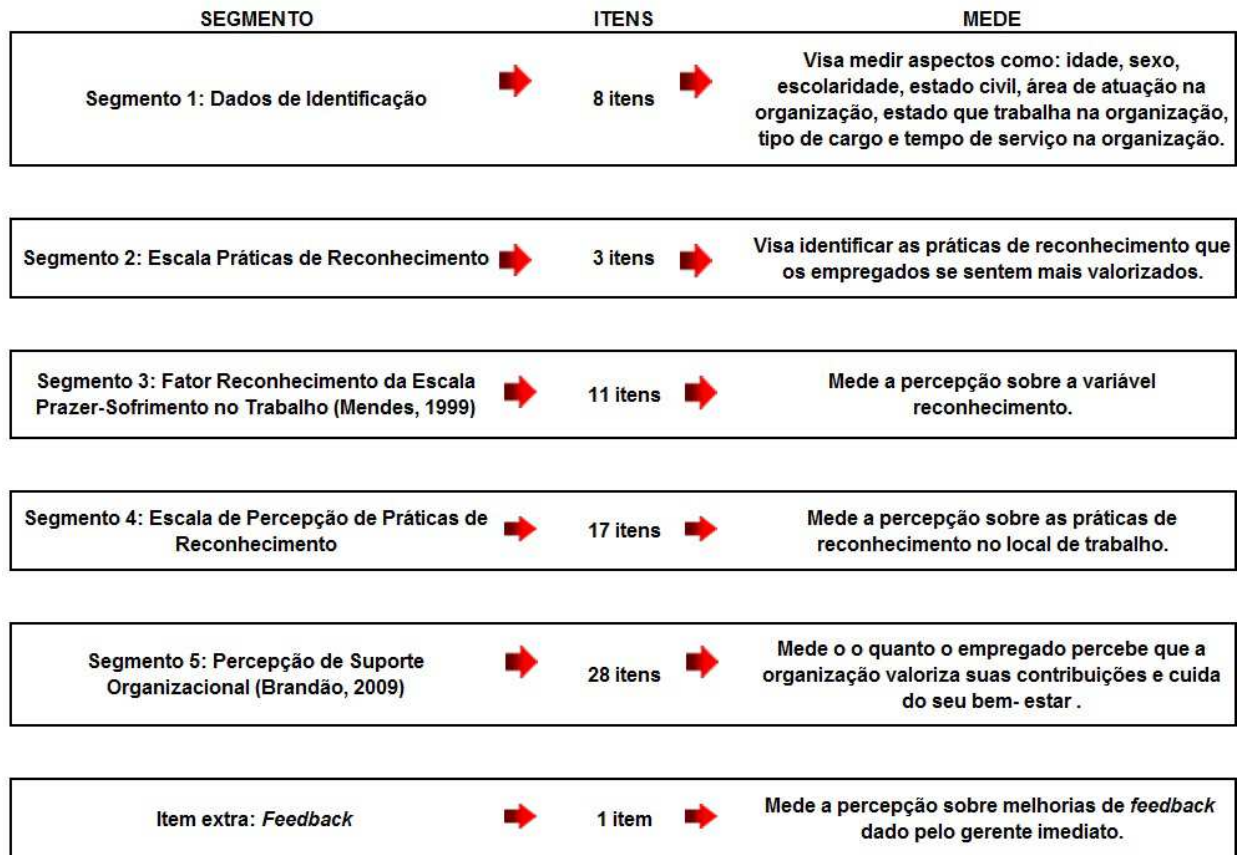 SEGMENTO ITENS MEDE
Segmento 1: Dados de Identificação
8 itens
Visa medir aspectos como: idade, sexo,
escolaridade, estado civil, área de atuação na
organização, estado que trabalha na organização,
tipo de cargo e tempo de serviço na organização.
Segmento 2: Escala Práticas de Reconhecimento
3 itens
Visa identificar as práticas de reconhecimento que
os empregados se sentem mais valorizados.
Segmento 3: Fator Reconhecimento da Escala
Prazer-Sofrimento no Trabalho (Mendes, 1999)
11 itens
Mede a percepção sobre a variável
reconhecimento.
Segmento 4: Escala de Percepção de Práticas de
Reconhecimento
17 itens
Mede a percepção sobre as práticas de
reconhecimento no local de trabalho.
Segmento 5: Percepção de Suporte
Organizacional (Brandão, 2009)
28 itens
Mede o o quanto o empregado percebe que a
organização valoriza suas contribuições e cuida
do seu bem- estar .
Item extra: Feedback
1 item
Mede a percepção sobre melhorias de feedback
dado pelo gerente imediato.